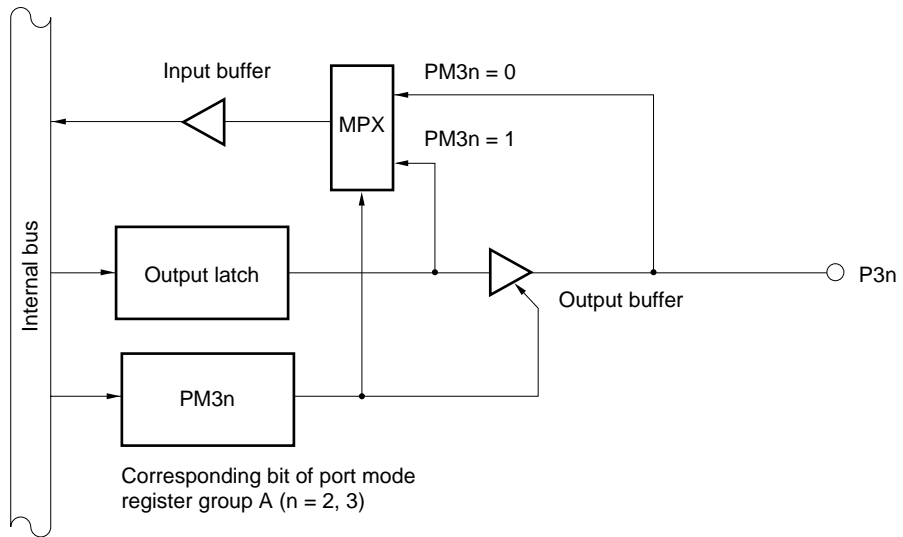 Input buffer
PM3n = 0
MPX
PM3n = 1
Internal bus
Output latch
P3n
Output buffer
PM3n
Corresponding bit of port mode
register group A (n = 2, 3)